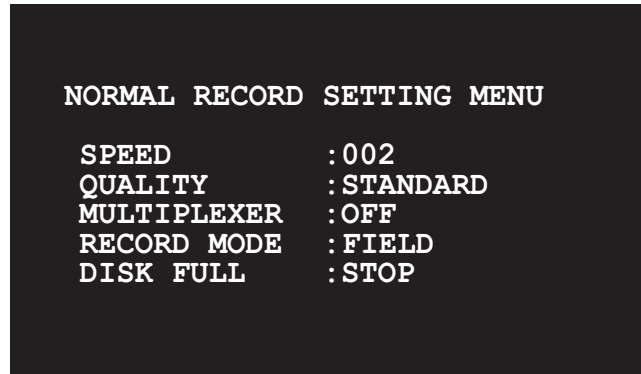 NORMAL RECORD SETTING MENU
SPEED :002
QUALITY :STANDARD
MULTIPLEXER :OFF
RECORD MODE :FIELD
DISK FULL :STOP